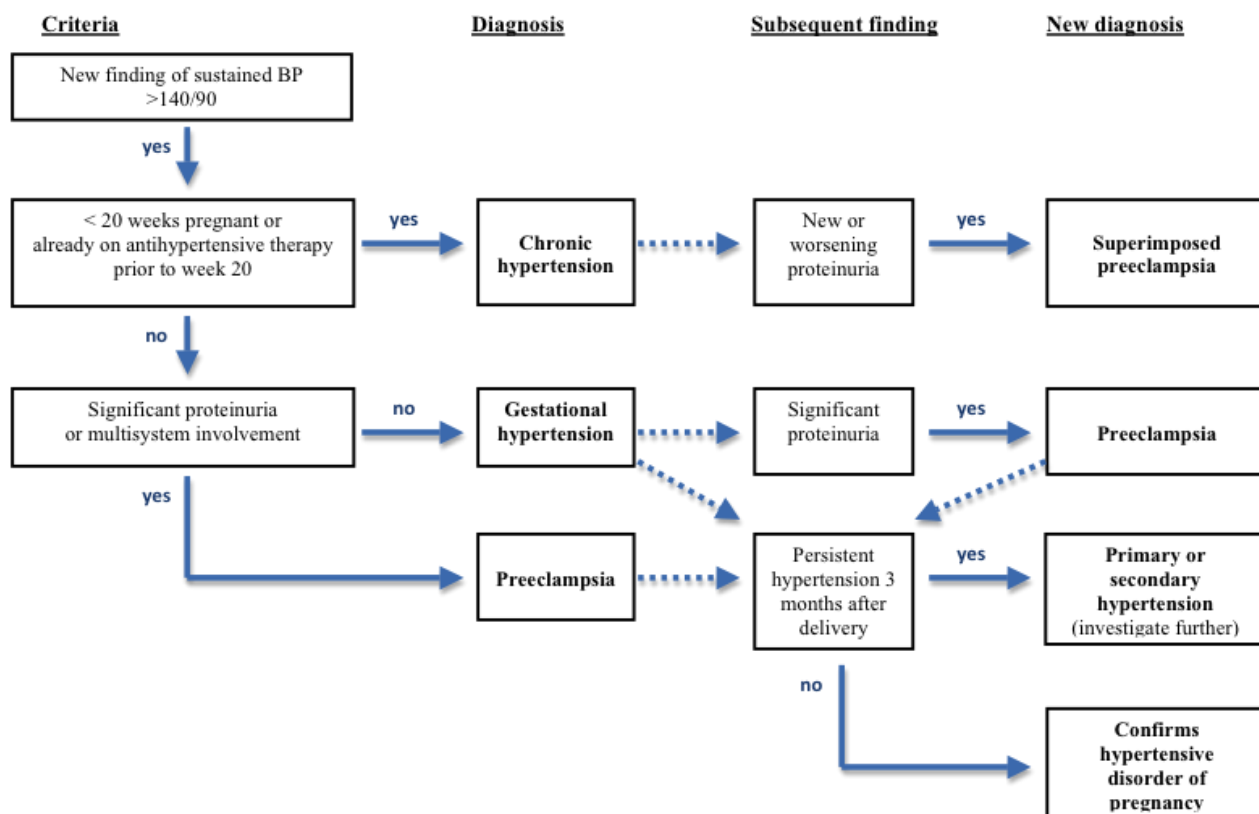 Criteria
Diagnosis
Subsequent finding
New diagnosis
New finding of sustained BP
>140/90
yes
< 20 weeks pregnant or
already on antihypertensive therapy
prior to week 20
yes
Chronic
hypertension
New or
worsening
proteinuria
yes
Superimposed
preeclampsia
no
Significant proteinuria
or multisystem involvement
no
Gestational
hypertension
Significant
proteinuria
yes
Preeclampsia
yes
Preeclampsia
Persistent
hypertension 3
months after
delivery
yes
Primary or
secondary
hypertension
(investigate further)
no
Confirms
hypertensive
disorder of
pregnancy